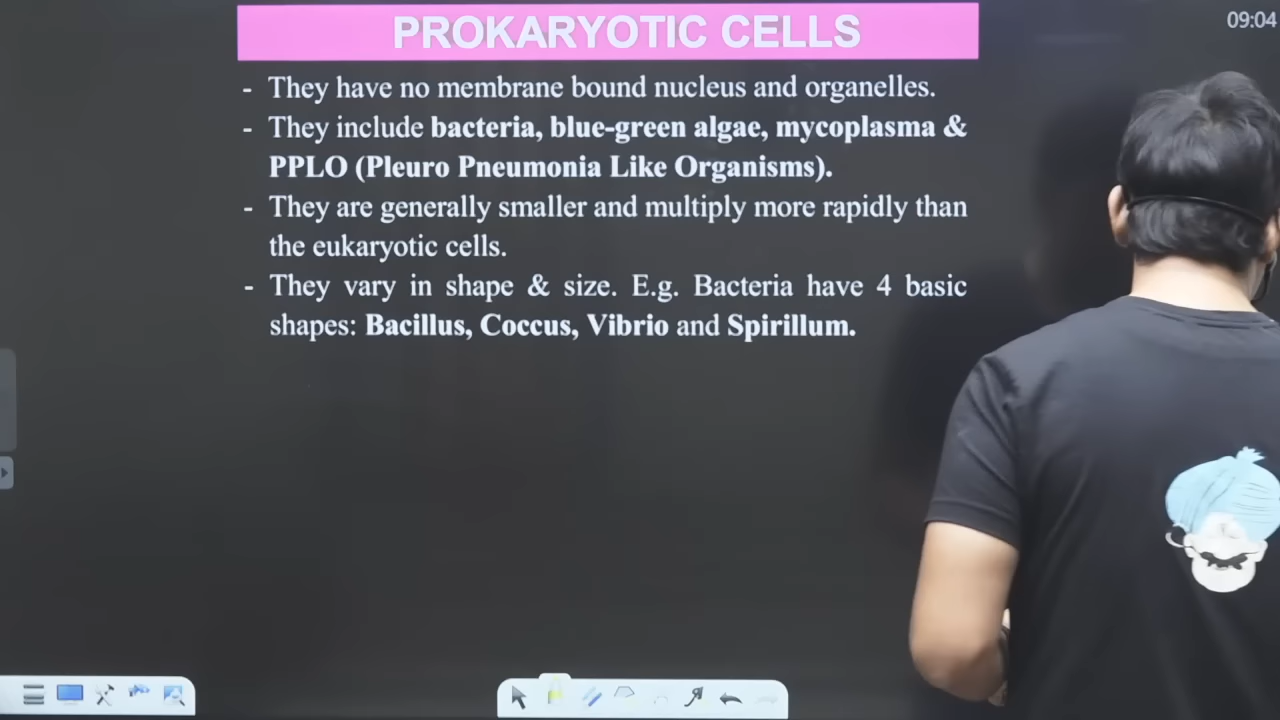 PROKARYOTIC CELLS
09:04
- They have no membrane bound nucleus and organelles.
- They include bacteria, blue-green algae, mycoplasma &
PPLO (Pleuro Pneumonia Like Organisms).
- They are generally smaller and multiply more rapidly than
the eukaryotic cells.
- They vary in shape & size. E.g. Bacteria have 4 basic
shapes: Bacillus, Coccus, Vibrio and Spirillum.